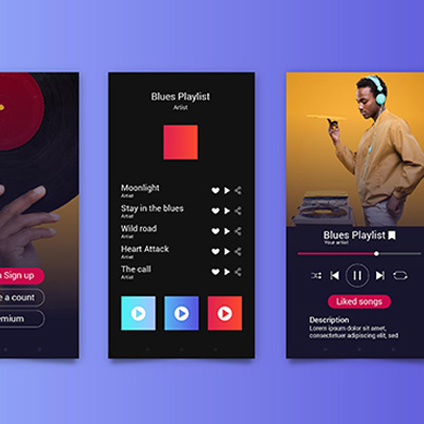 Sign up
e a count
emium
Blues Playlist
Artist
Moonlight
Artist
Stay in the blues
Artist
Wild road
Artist
Heart Attack
Artist
The call
Artist
Blues Playlist
Your artist
Liked songs
Description
Lorem ipsum dolor sit amet,
consectetuer adipiscing elit, sed